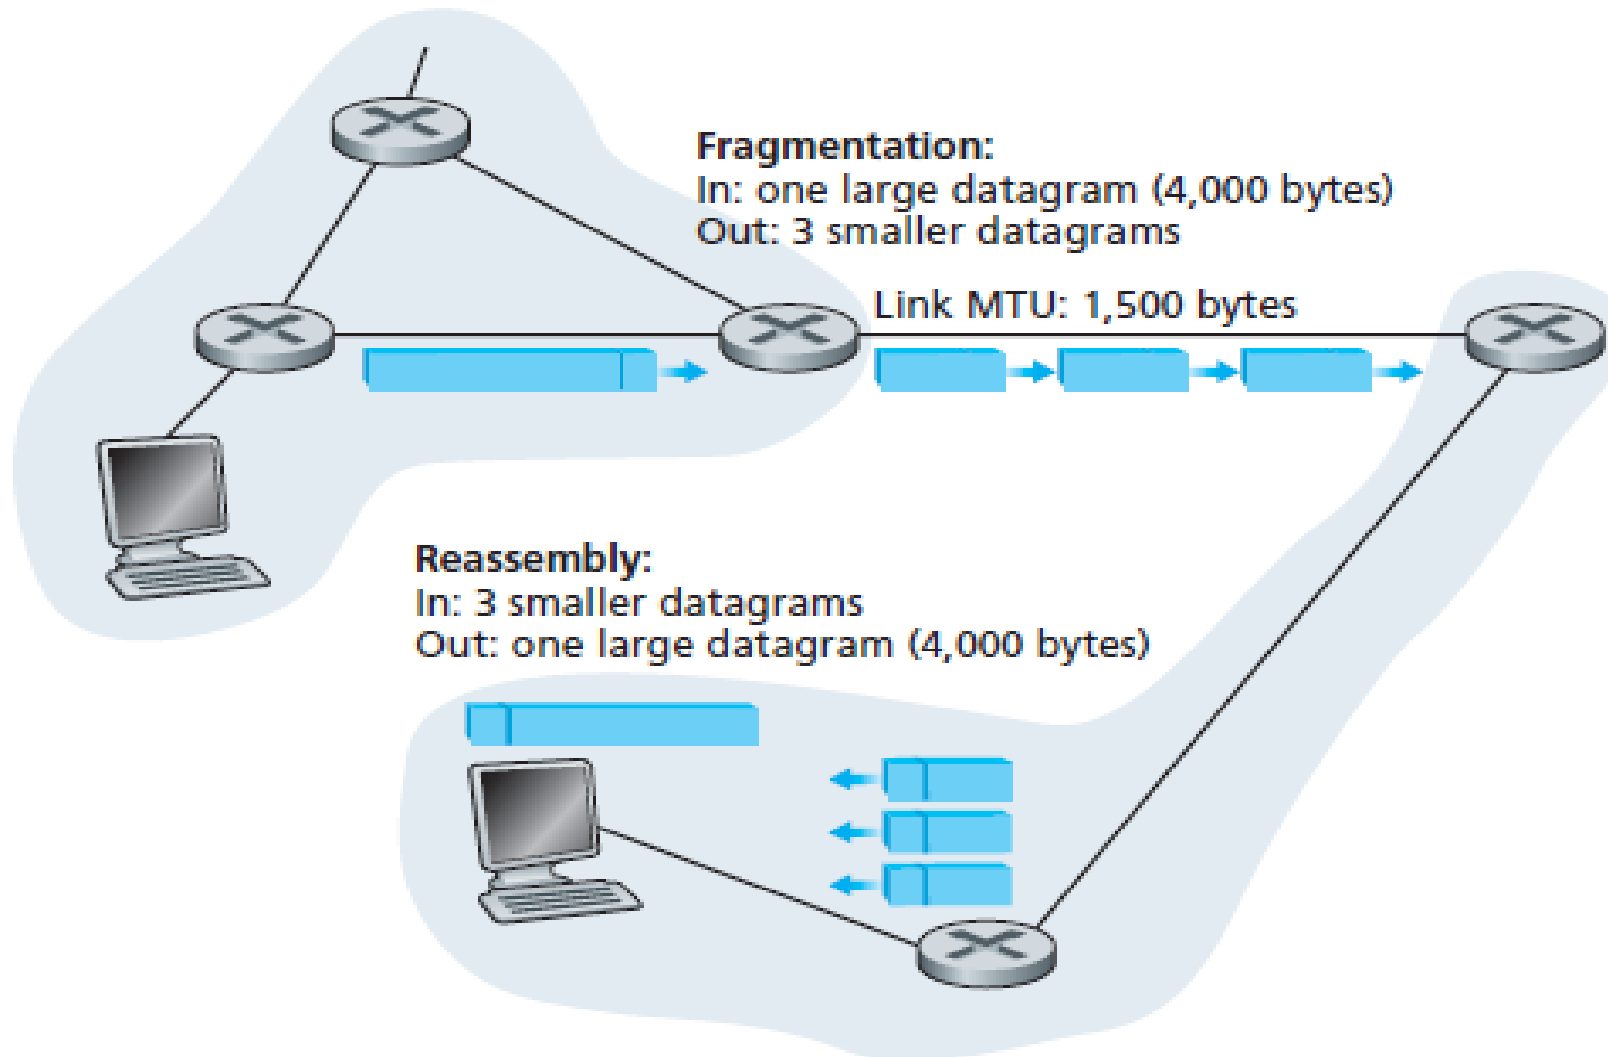 Fragmentation:
In: one large datagram (4,000 bytes)
Out: 3 smaller datagrams
Link MTU: 1,500 bytes
Reassembly:
In: 3 smaller datagrams
Out: one large datagram (4,000 bytes)